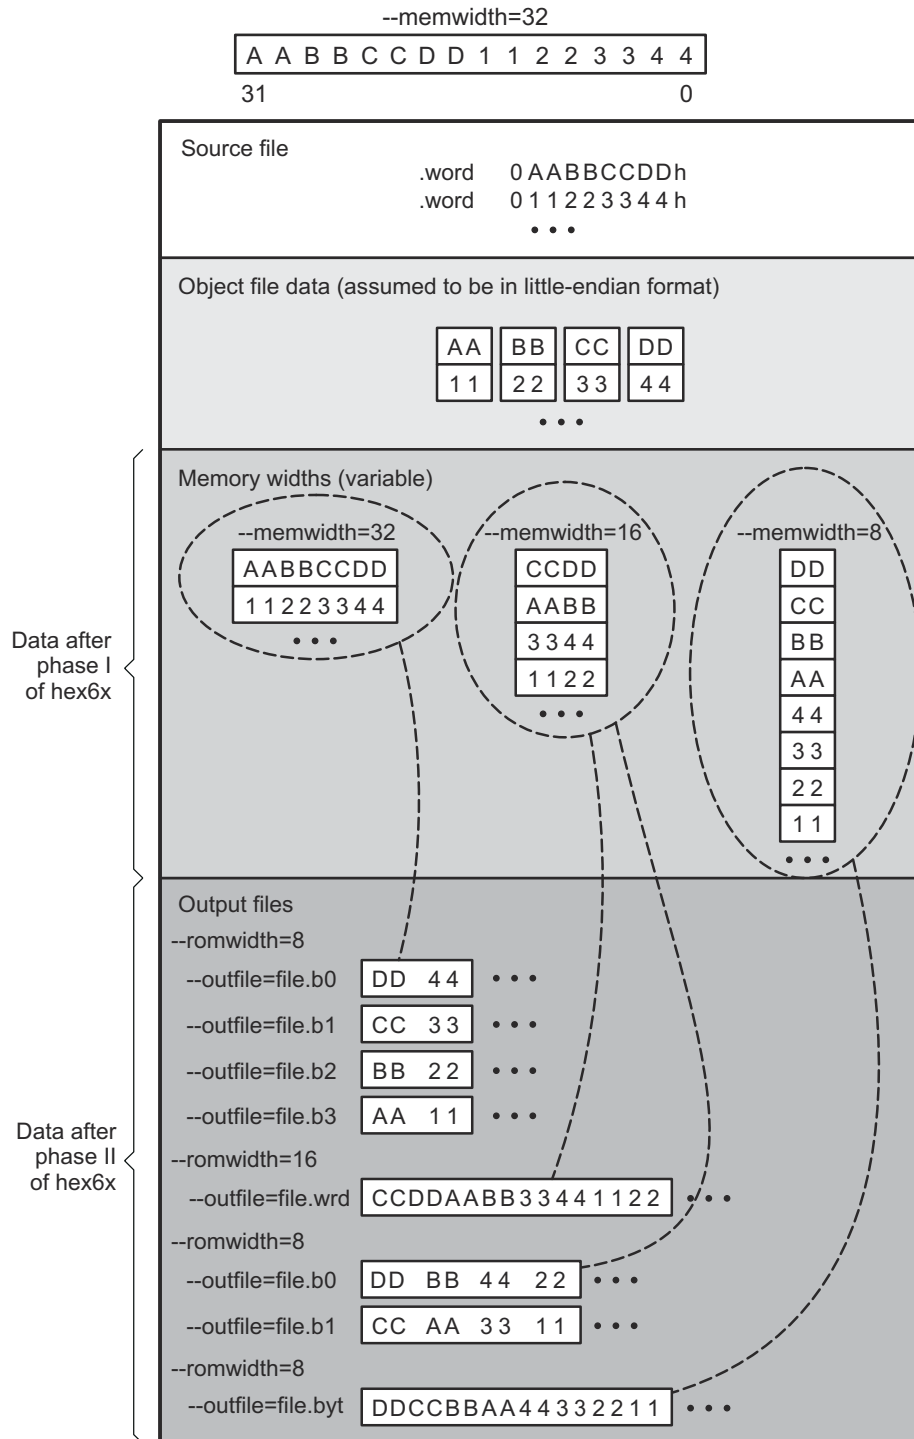 --memwidth=32
A A B B C C D D 1 1 2 2 3 3 4 4
31 0
Source file
.word 0AABBCCDDh
.word 011223344h
• • •
Object file data (assumed to be in little-endian format)
AA BB CC DD
11 22 33 44
• • •
Data after
phase I
of hex6x
Memory widths (variable)
--memwidth=32
AABBCCDD
11223344
• • •
--memwidth=16
CCDD
AABB
3344
1122
• • •
--memwidth=8
DD
CC
BB
AA
44
33
22
11
• • •
Data after
phase II
of hex6x
Output files
--romwidth=8
--outfile=file.b0 DD 44 • • •
--outfile=file.b1 CC 33 • • •
--outfile=file.b2 BB 22 • • •
--outfile=file.b3 AA 11 • • •
--romwidth=16
--outfile=file.wrd CCDDAABB33441122 • • •
--romwidth=8
--outfile=file.b0 DD BB 44 22 • • •
--outfile=file.b1 CC AA 33 11 • • •
--romwidth=8
--outfile=file.byt DDCCBBAA44332211 • • •